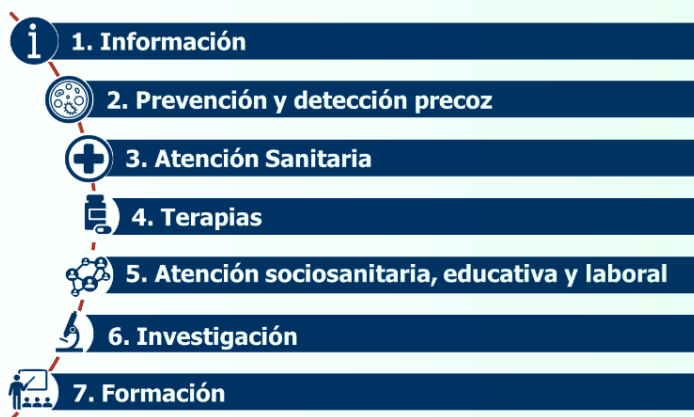 1. Información
2. Prevención y detección precoz
3. Atención Sanitaria
4. Terapias
5. Atención sociosanitaria, educativa y laboral
6. Investigación
7. Formación